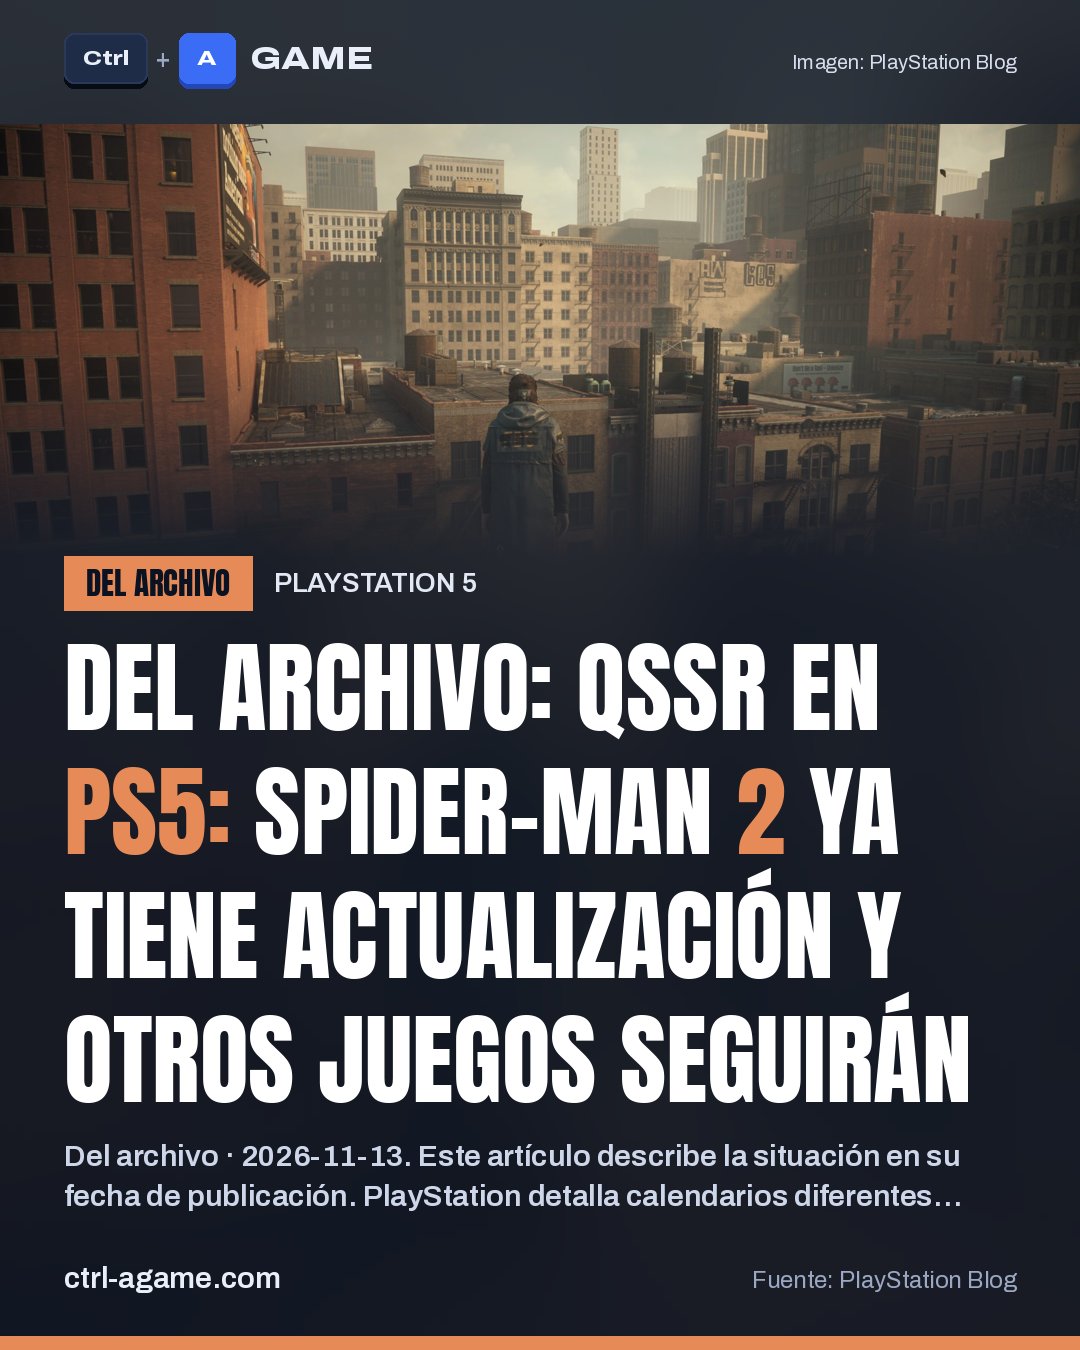 Ctrl + A GAME
Imagen: PlayStation Blog
DEL ARCHIVO PLAYSTATION 5
DEL ARCHIVO: QSSR EN
PS5: SPIDER-MAN 2 YA
TIENE ACTUALIZACIÓN Y
OTROS JUEGOS SEGUIRÁN
Del archivo · 2026-11-13. Este artículo describe la situación en su
fecha de publicación. PlayStation detalla calendarios diferentes…
ctrl-agame.com
Fuente: PlayStation Blog